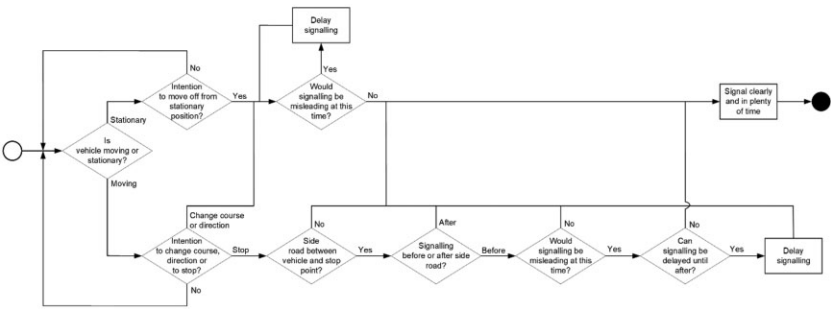 Delay
signalling
No
Intention
to move off from
stationary
position?
Yes
Yes
Would
signalling be
misleading at this
time?
No
Signal clearly
and in plenty
of time
Stationary
Is
vehicle moving or
stationary?
Moving
Change course
or direction
Intention
to change course,
direction or
to stop?
Stop
No
No
Side
road between
vehicle and stop
point?
Yes
After
Signalling
before or after side
road?
Before
No
Would
signalling be
misleading at this
time?
Yes
No
Can
signalling be
delayed until
after?
Yes
Delay
signalling